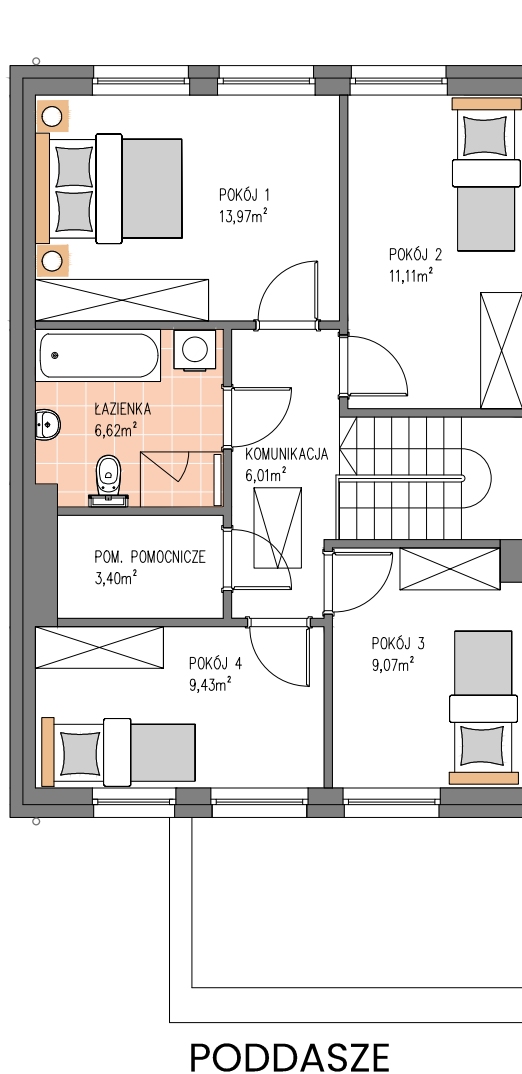 POKÓJ 1
13,97m²
POKÓJ 2
11,11m²
ŁAZIENKA
6,62m²
KOMUNIKACJA
6,01m²
POM. POMOCNICZE
3,40m²
POKÓJ 3
9,07m²
POKÓJ 4
9,43m²
PODDASZE